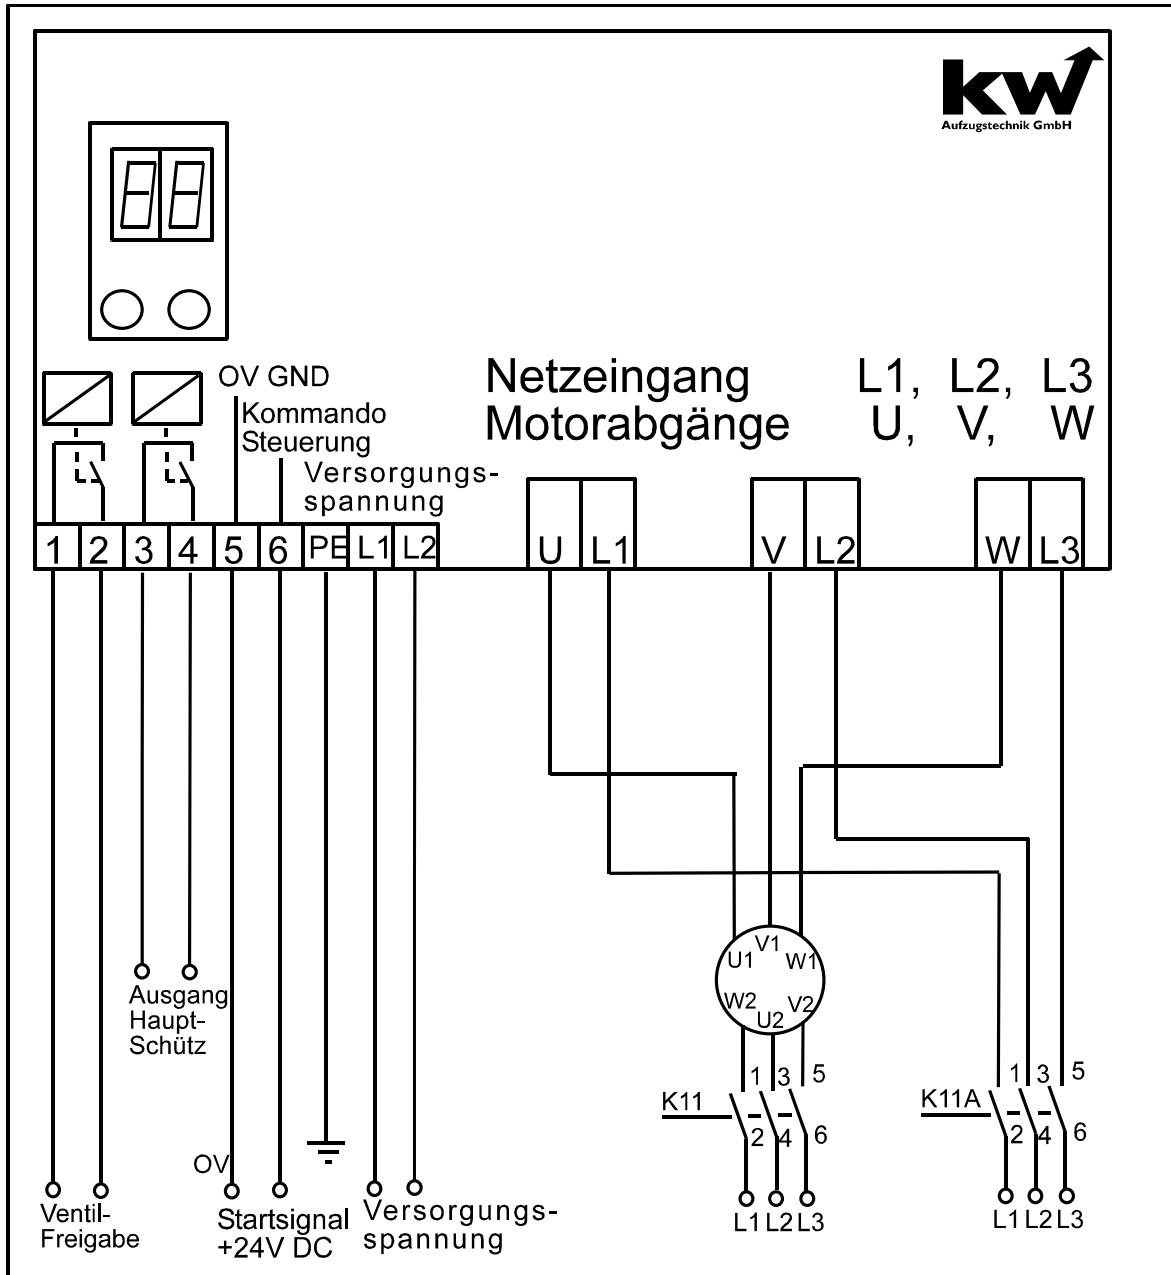 kw
Aufzugstechnik GmbH
OV GND
Kommando
Steuerung
Versorgungs-
spannung
Netzeingang L1, L2, L3
Motorabgänge U, V, W
1 2 3 4 5 6 PE L1 L2
U L1 V L2 W L3
V1
U1 W1
W2 V2
U2
Ausgang
Haupt-
Schütz
K11
1 3 5
2 4 6
K11A
1 3 5
2 4 6
OV
Ventil-
Freigabe
Startsignal
+24V DC
Versorgungs-
spannung
L1 L2 L3
L1 L2 L3